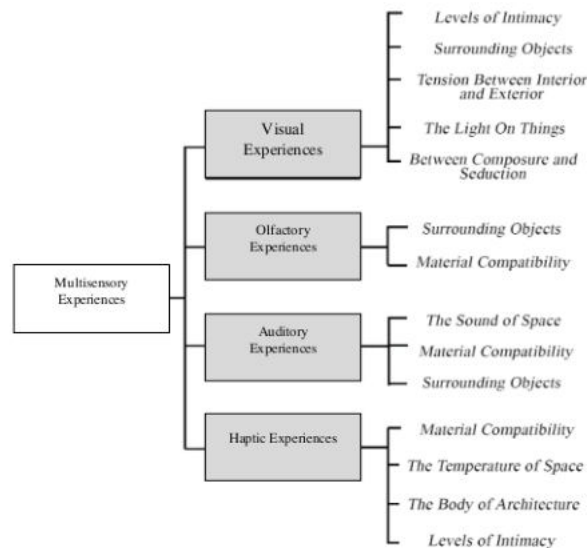 Levels of Intimacy
Surrounding Objects
Tension Between Interior
and Exterior
The Light On Things
Between Composure and
Seduction
Visual
Experiences
Olfactory
Experiences
Surrounding Objects
Material Compatibility
Multisensory
Experiences
Auditory
Experiences
The Sound of Space
Material Compatibility
Surrounding Objects
Haptic Experiences
Material Compatibility
The Temperature of Space
The Body of Architecture
Levels of Intimacy